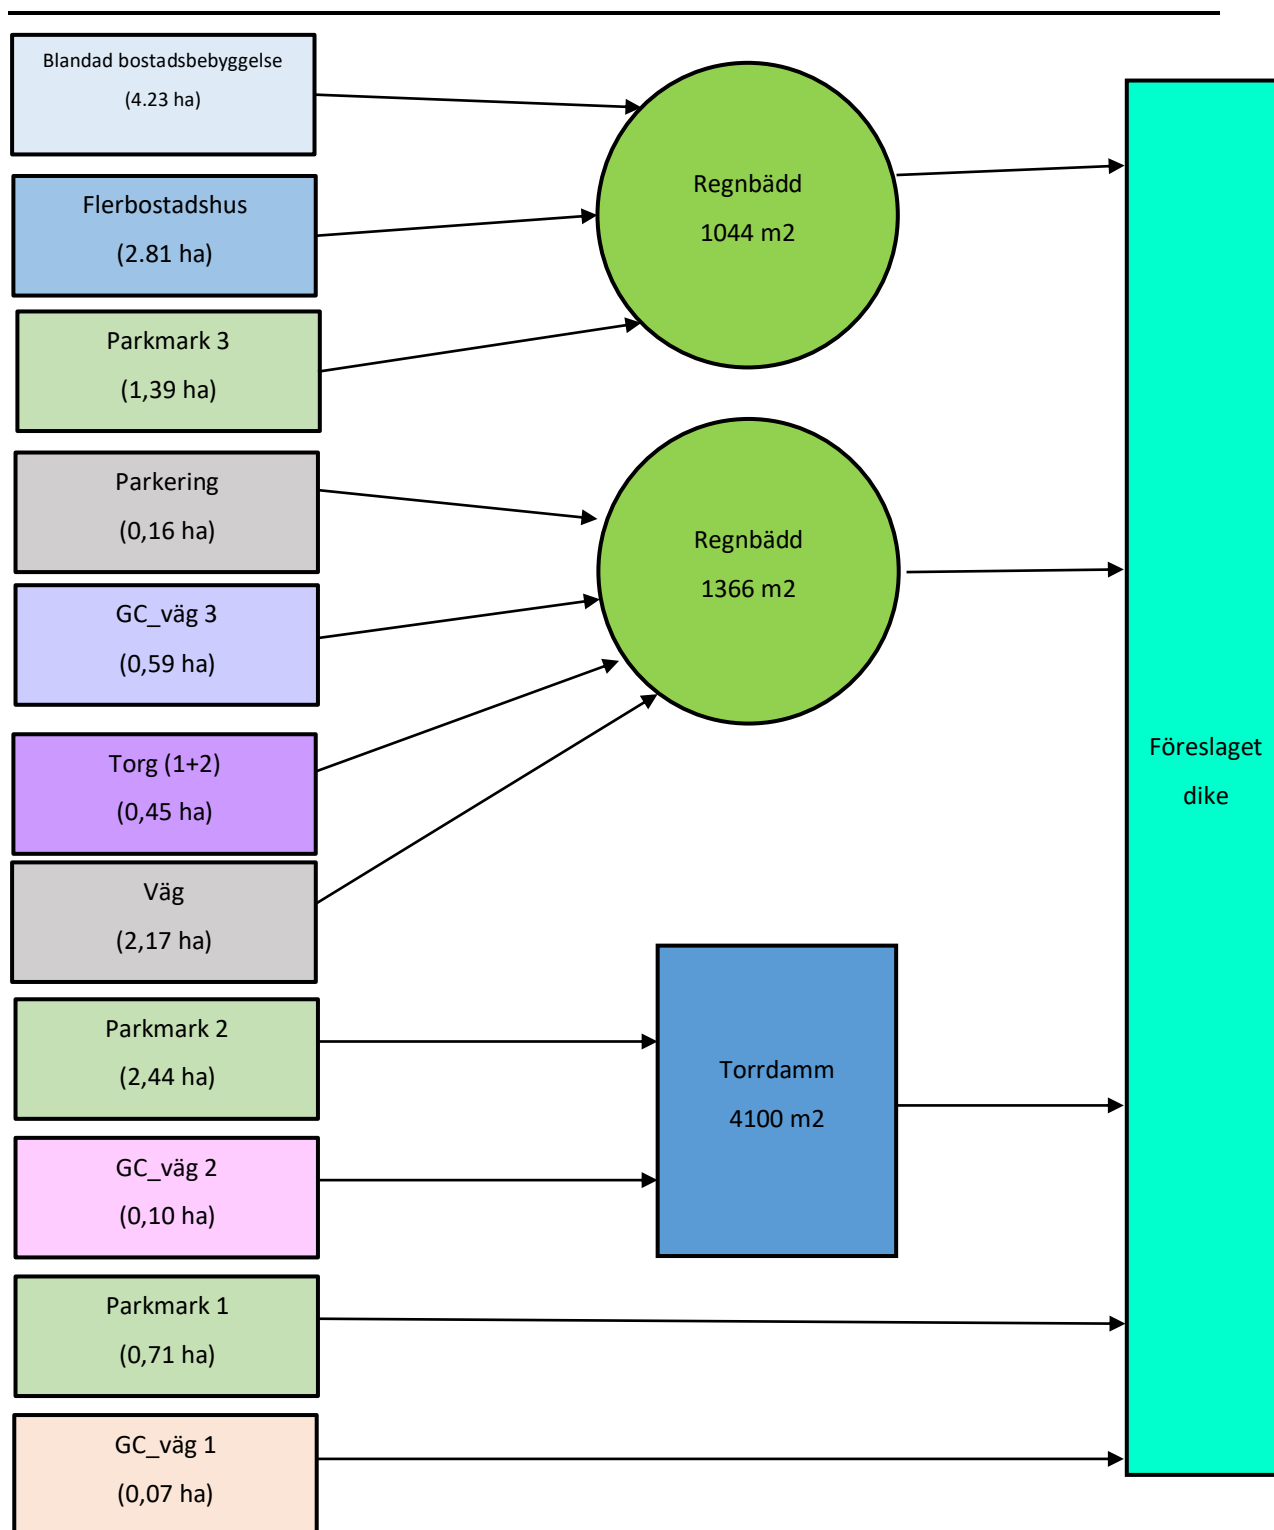 Blandad bostadsbebyggelse
(4.23 ha)
Flerbostadshus
(2.81 ha)
Parkmark 3
(1,39 ha)
Parkering
(0,16 ha)
GC_väg 3
(0,59 ha)
Torg (1+2)
(0,45 ha)
Väg
(2,17 ha)
Parkmark 2
(2,44 ha)
GC_väg 2
(0,10 ha)
Parkmark 1
(0,71 ha)
GC_väg 1
(0,07 ha)
Regnbädd
1044 m2
Regnbädd
1366 m2
Torrdamm
4100 m2
Föreslaget
dike